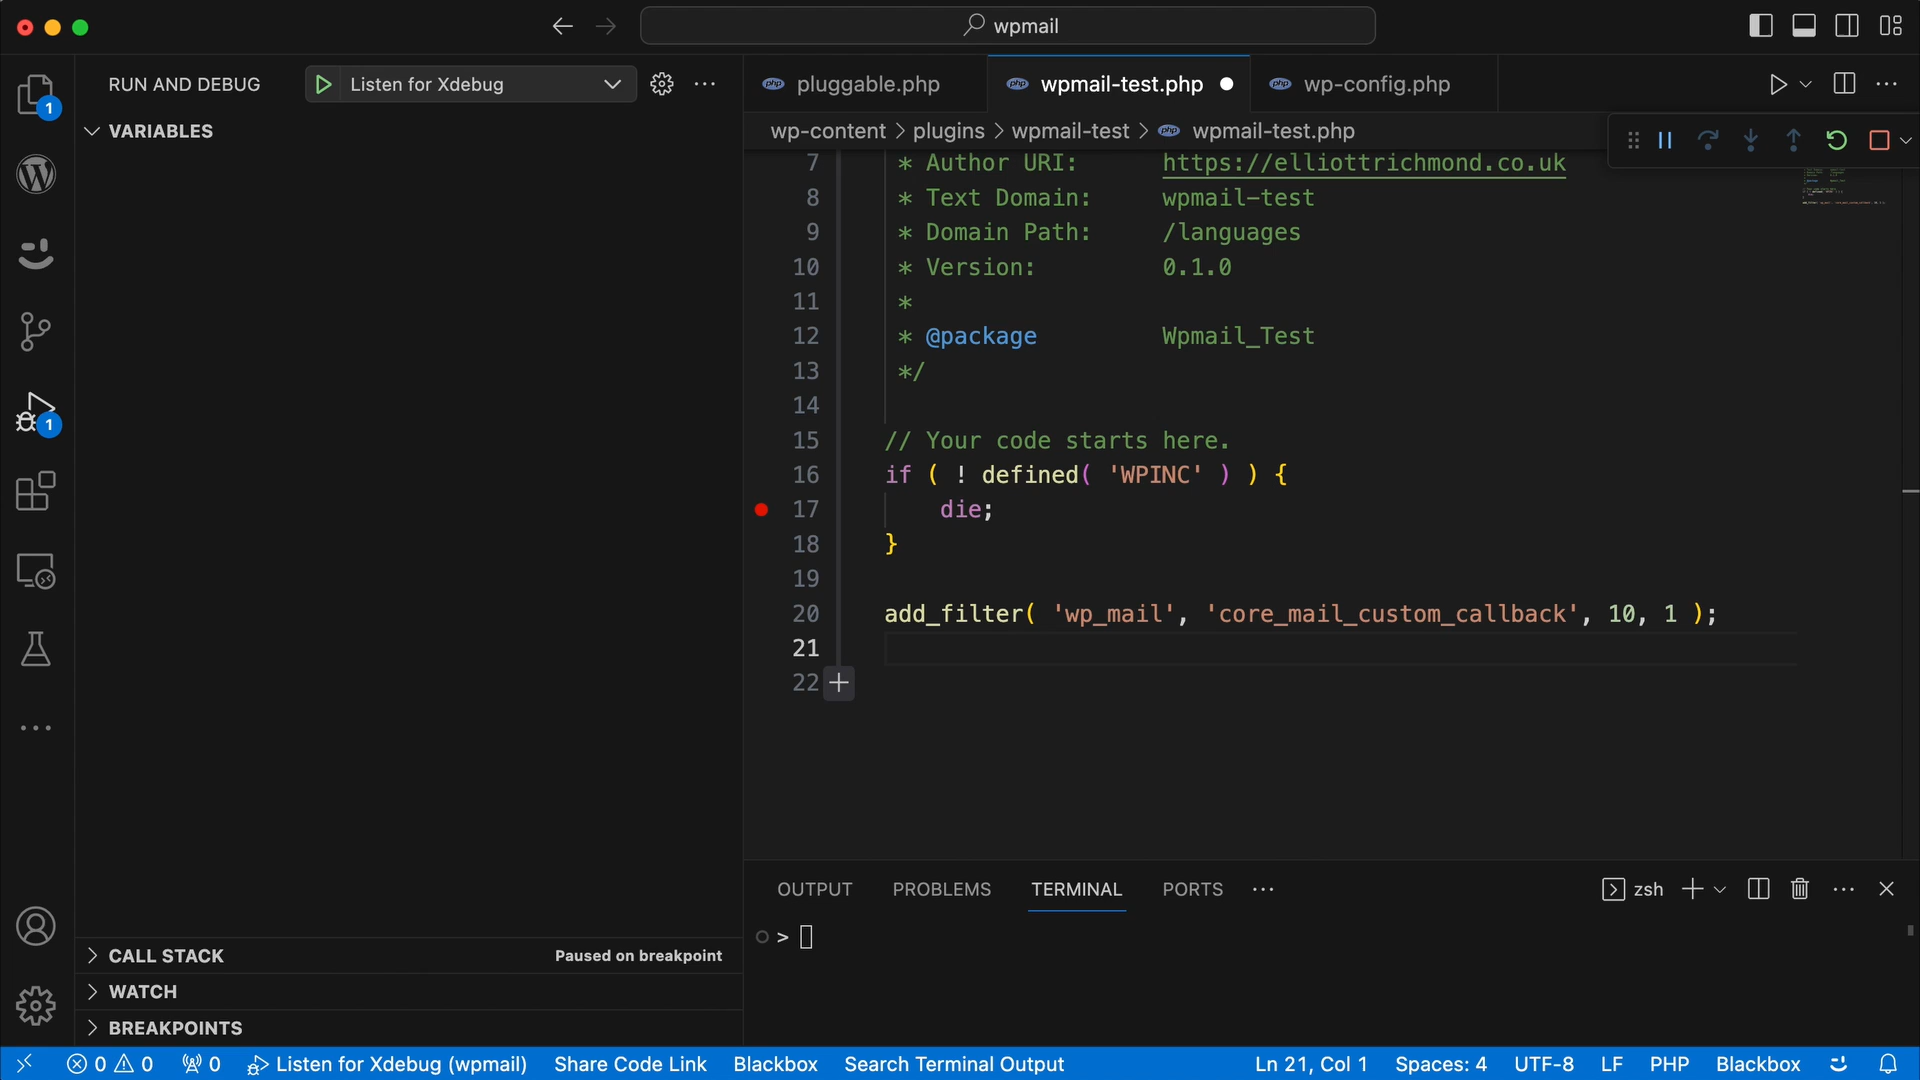 wpmail
RUN AND DEBUG
Listen for Xdebug
pluggable.php
wpmail-test.php
wp-config.php
1
VARIABLES
wp-content > plugins > wpmail-test > wpmail-test.php
7 * Author URI: https://elliottrichmond.co.uk
8 * Text Domain: wpmail-test
9 * Domain Path: /languages
10 * Version: 0.1.0
11 *
12 * @package Wpmail_Test
13 */
14
15 // Your code starts here.
16 if ( ! defined( 'WPINC' ) ) {
17 die;
18 }
19
20 add_filter( 'wp_mail', 'core_mail_custom_callback', 10, 1 );
21
22
1
OUTPUT PROBLEMS TERMINAL PORTS
zsh
>
CALL STACK Paused on breakpoint
WATCH
BREAKPOINTS
0 0 0 Listen for Xdebug (wpmail) Share Code Link Blackbox Search Terminal Output Ln 21, Col 1 Spaces: 4 UTF-8 LF PHP Blackbox